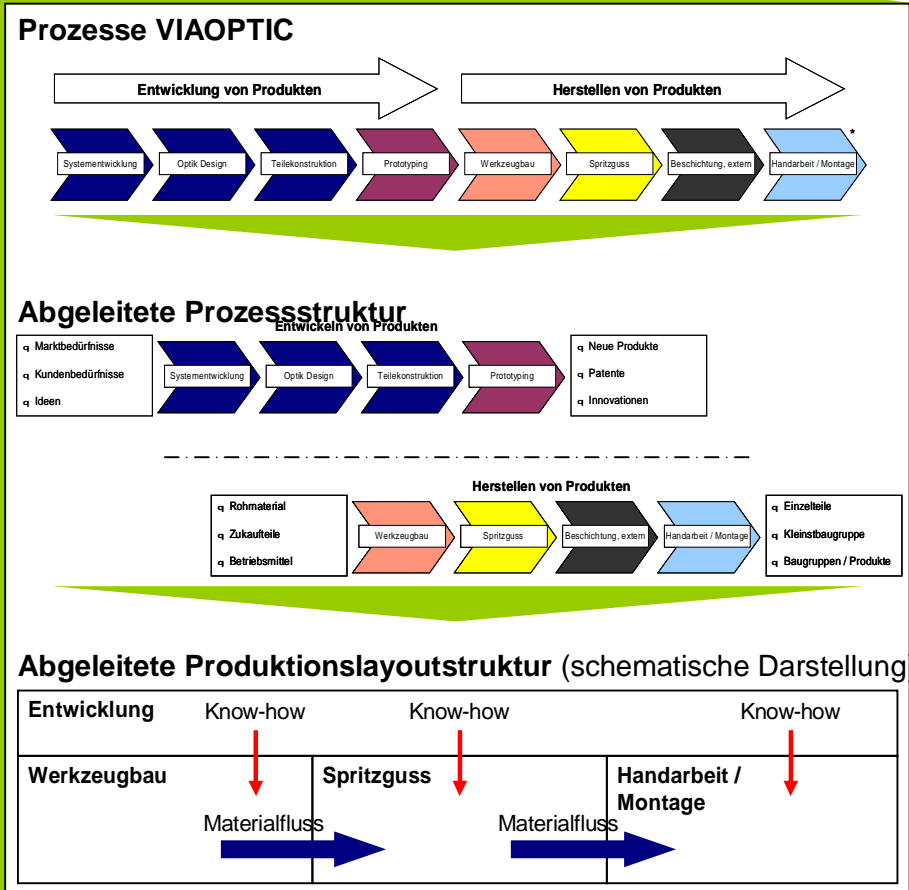 Prozesse VIAOPTIC
Entwicklung von Produkten
Herstellen von Produkten
Systementwicklung
Optik Design
Teilekonstruktion
Prototyping
Werkzeugbau
Spritzguss
Beschichtung, extern
Handarbeit / Montage
*
Abgeleitete Prozessstruktur
Entwickeln von Produkten
q Marktbedürfnisse
q Kundenbedürfnisse
q Ideen
Systementwicklung
Optik Design
Teilekonstruktion
Prototyping
q Neue Produkte
q Patente
q Innovationen
Herstellen von Produkten
q Rohmaterial
q Zukaufteile
q Betriebsmittel
Werkzeugbau
Spritzguss
Beschichtung, extern
Handarbeit / Montage
q Einzelteile
q Kleinstbaugruppe
q Baugruppen / Produkte
Abgeleitete Produktionslayoutstruktur (schematische Darstellung)
Entwicklung
Know-how
Know-how
Know-how
Werkzeugbau
Spritzguss
Handarbeit /
Montage
Materialfluss
Materialfluss